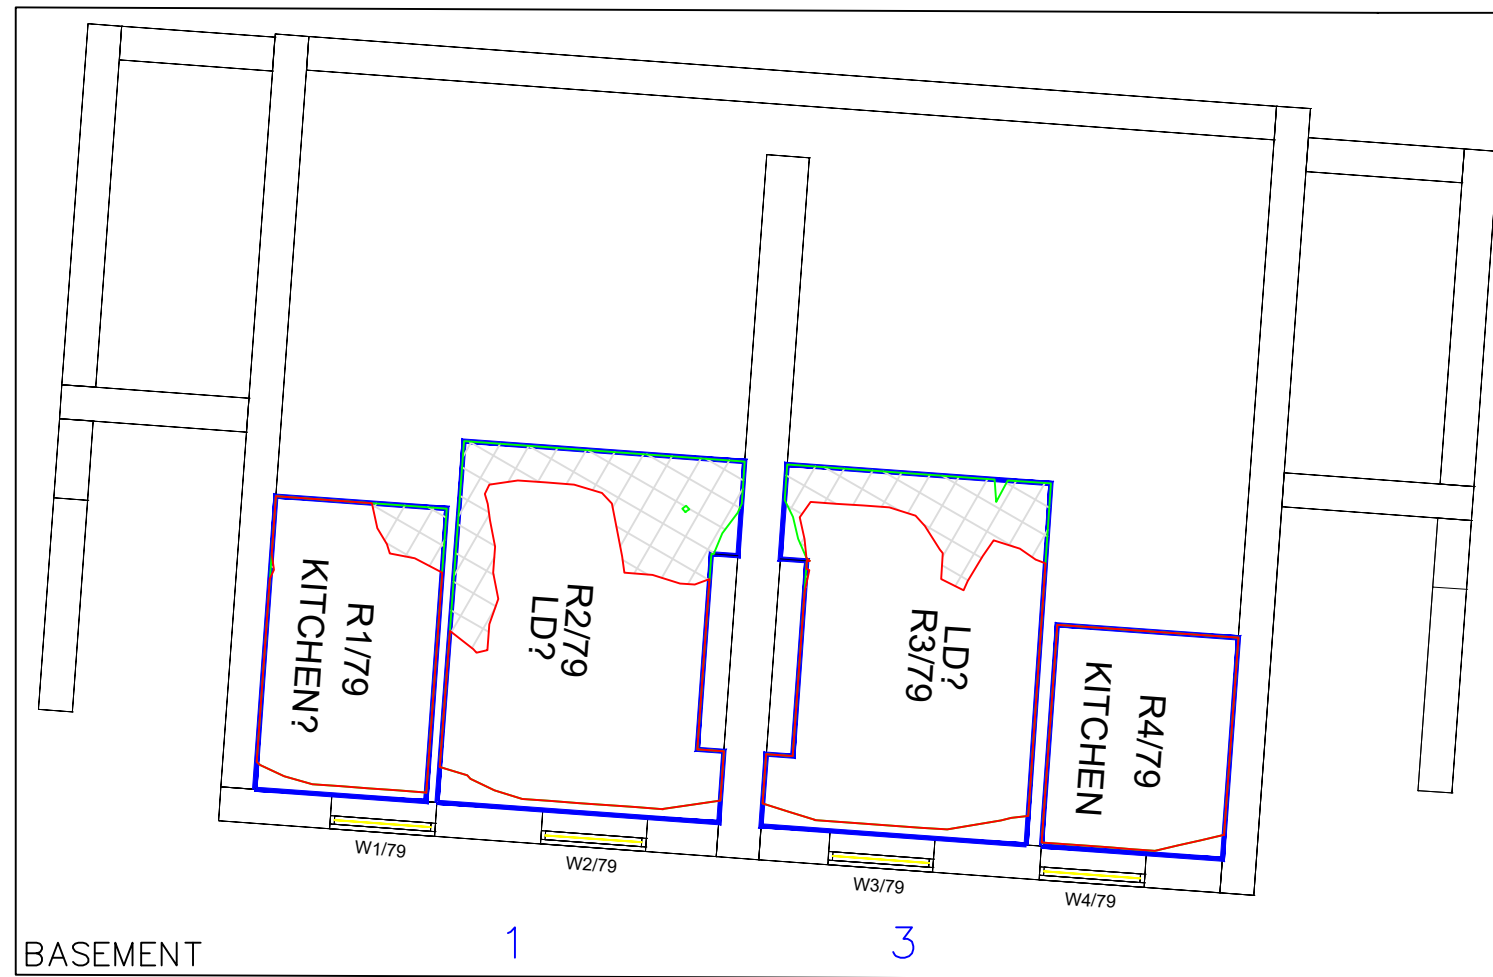 R1/79
KITCHEN?
R2/79
LD?
LD?
R3/79
R4/79
KITCHEN
W1/79
W2/79
W3/79
W4/79
1
3
BASEMENT